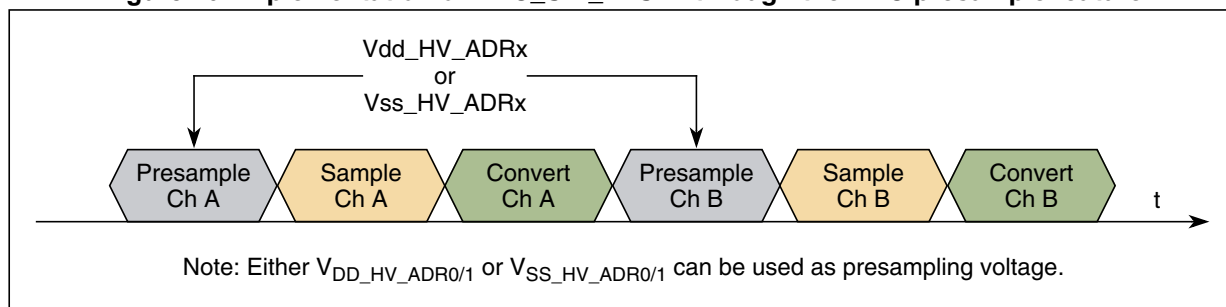 Vdd_HV_ADRx
or
Vss_HV_ADRx
Presample
Ch A
Sample
Ch A
Convert
Ch A
Presample
Ch B
Sample
Ch B
Convert
Ch B
t
Note: Either VDD_HV_ADR0/1 or VSS_HV_ADR0/1 can be used as presampling voltage.